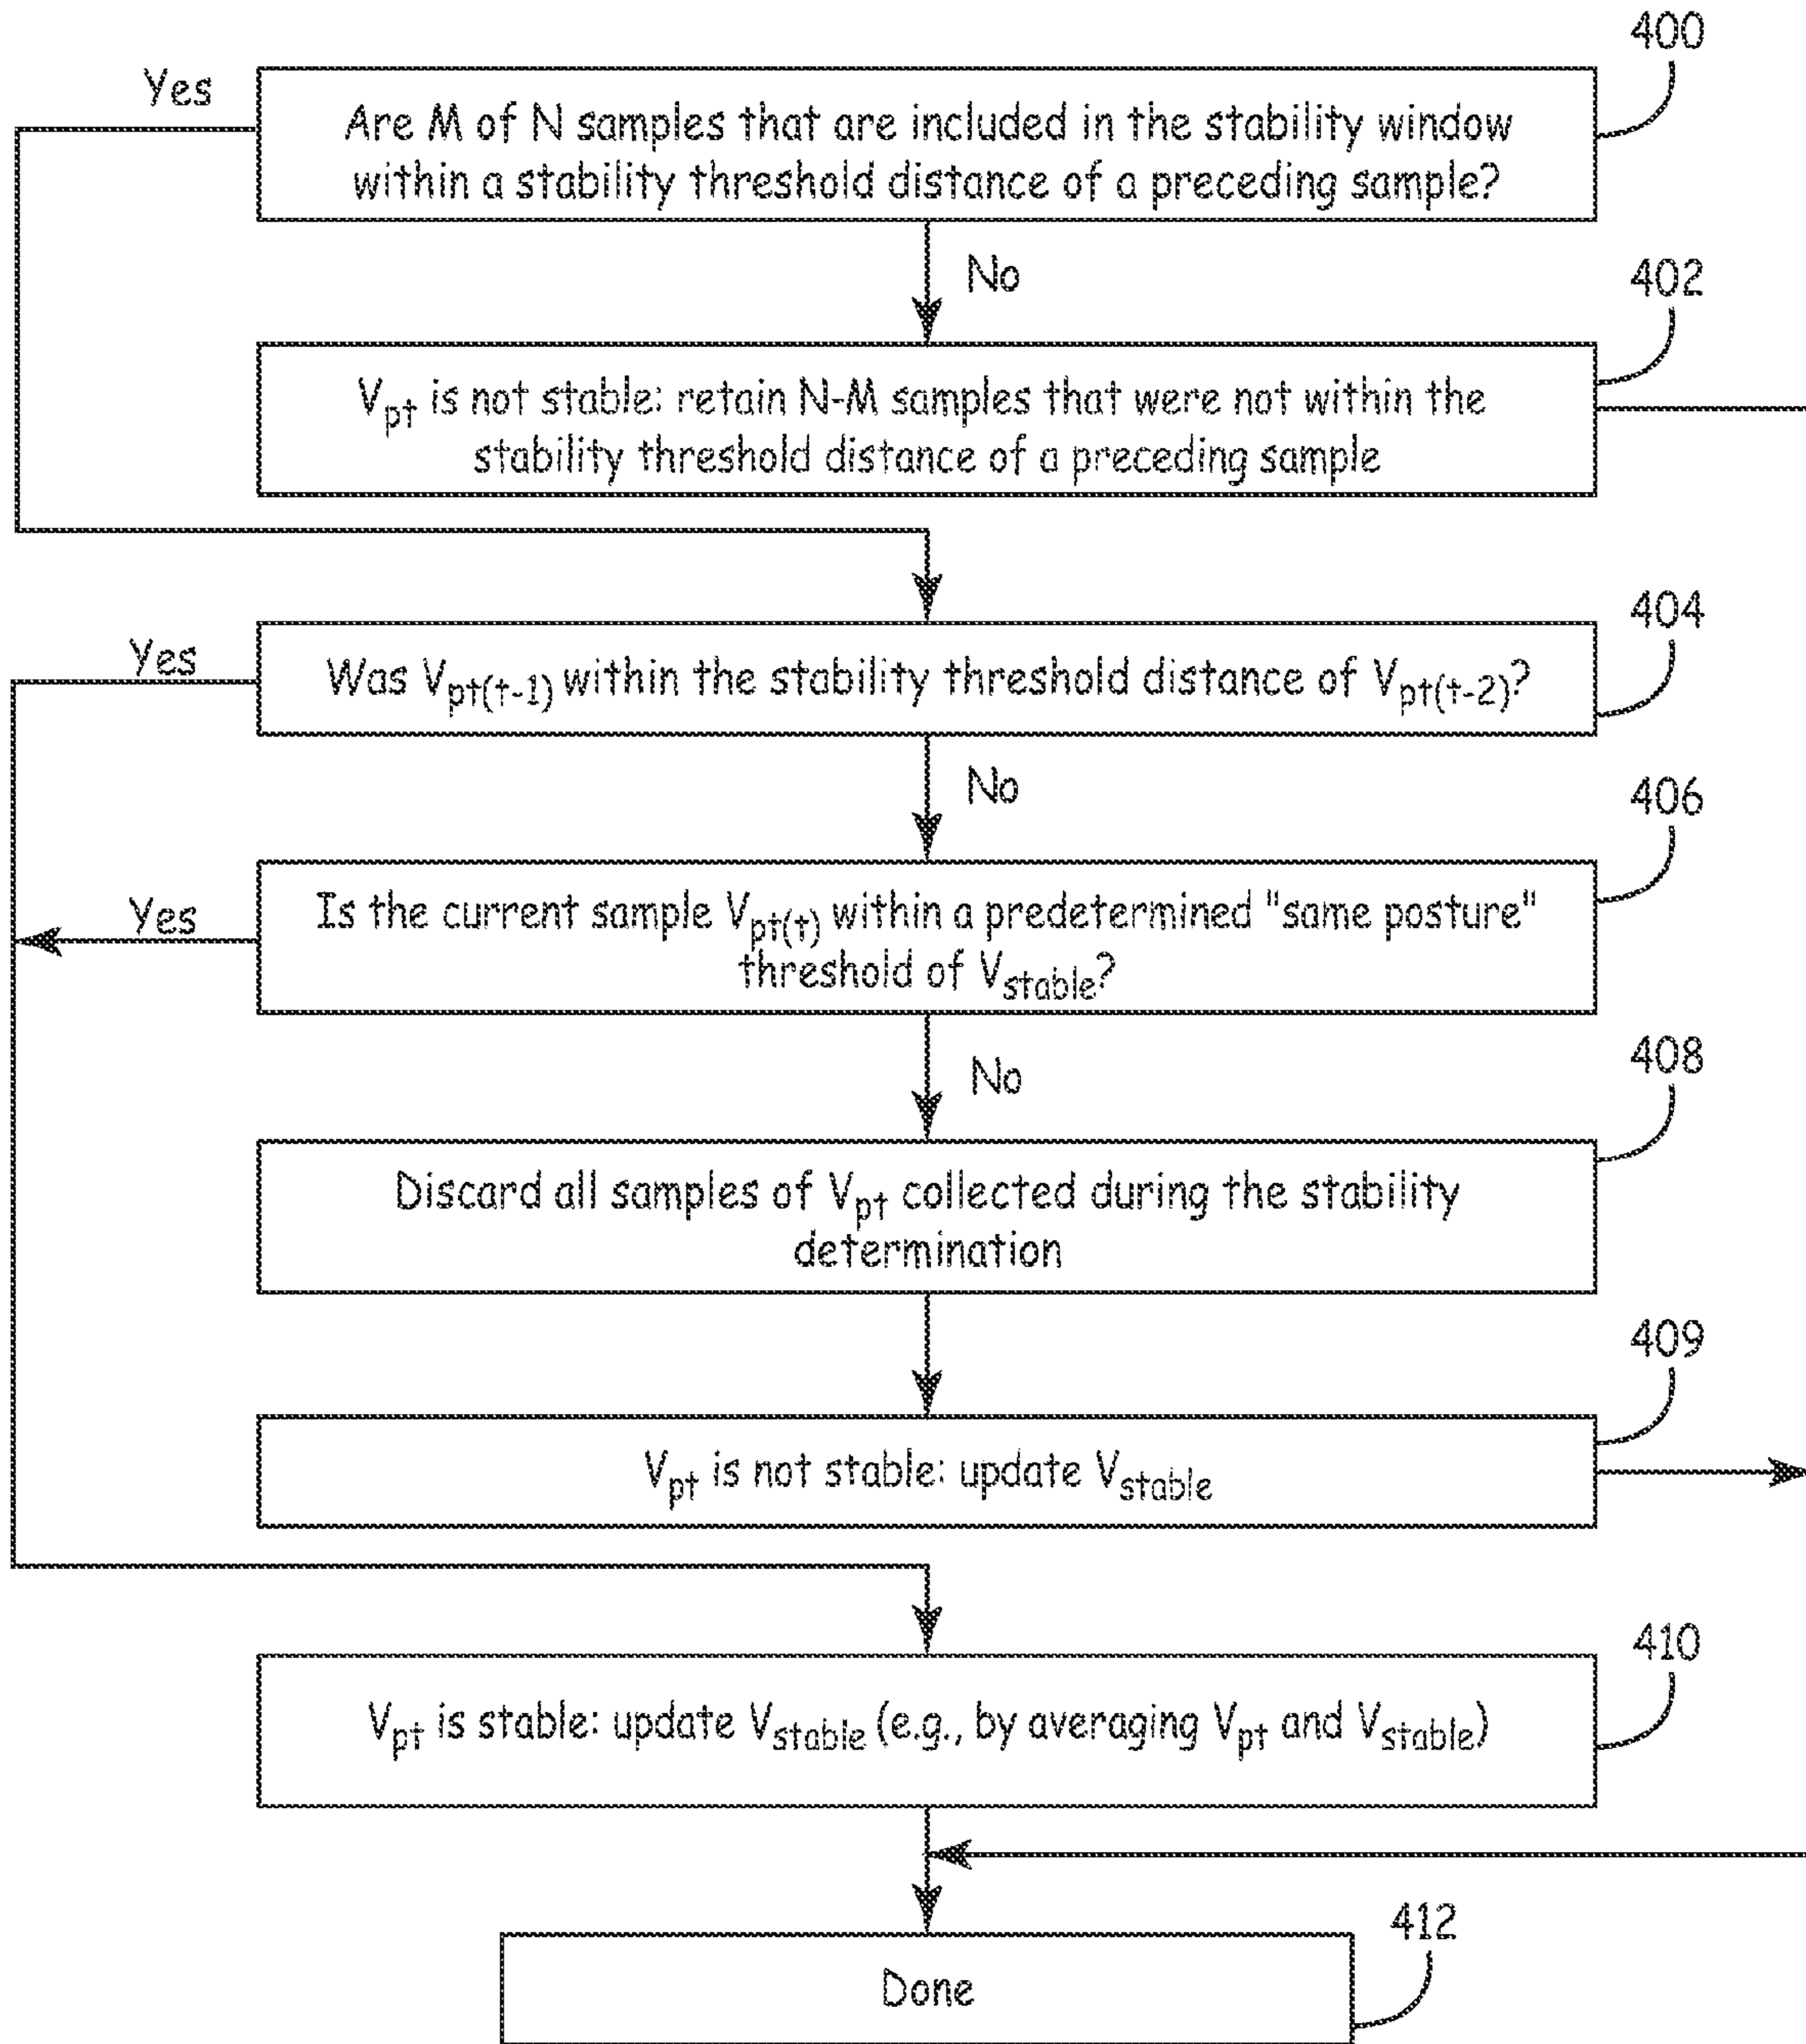 400
Yes
Are M of N samples that are included in the stability window
within a stability threshold distance of a preceding sample?
No
402
Vpt is not stable: retain N-M samples that were not within the
stability threshold distance of a preceding sample
404
Yes
Was Vpt(t-1) within the stability threshold distance of Vpt(t-2)?
No
406
Yes
Is the current sample Vpt(t) within a predetermined "same posture"
threshold of Vstable?
No
408
Discard all samples of Vpt collected during the stability
determination
409
Vpt is not stable: update Vstable
410
Vpt is stable: update Vstable (e.g., by averaging Vpt and Vstable)
412
Done